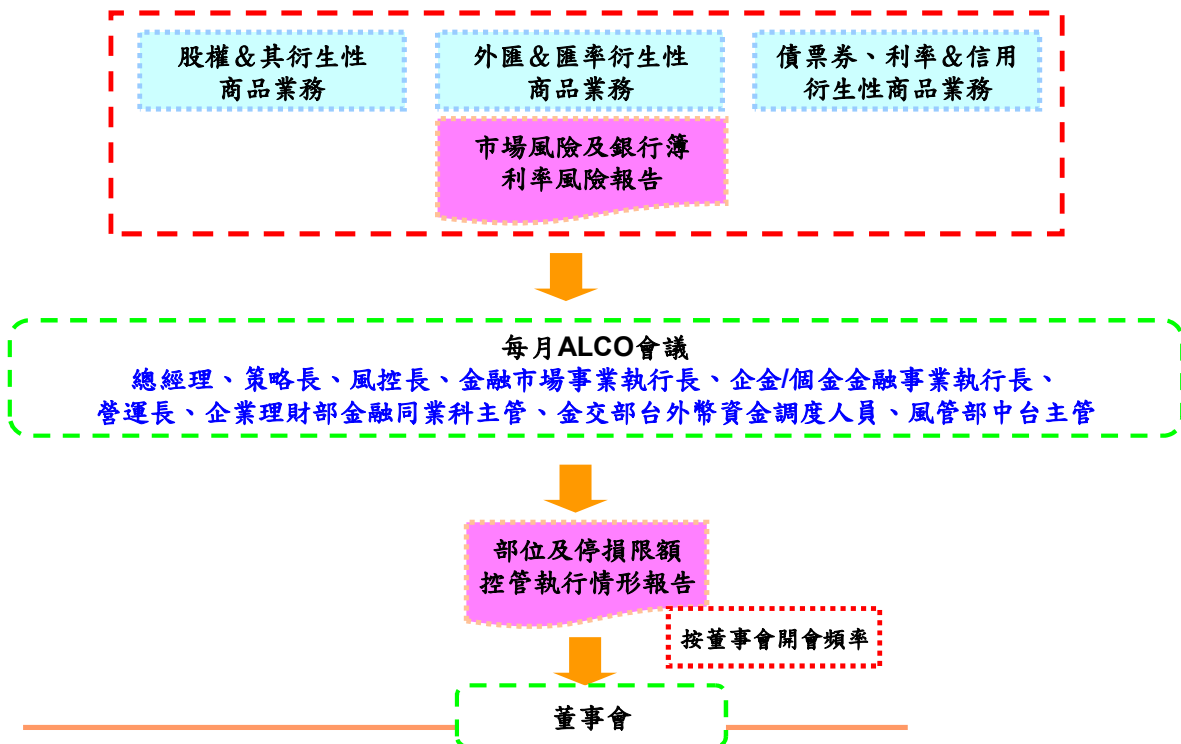 股權&其衍生性
商品業務
外匯&匯率衍生性
商品業務
債票券、利率&信用
衍生性商品業務
市場風險及銀行簿
利率風險報告
每月ALCO會議
總經理、策略長、風控長、金融市場事業執行長、企金/個金金融事業執行長、
營運長、企業理財部金融同業科主管、金交部台外幣資金調度人員、風管部中台主管
部位及停損限額
控管執行情形報告
按董事會開會頻率
董事會